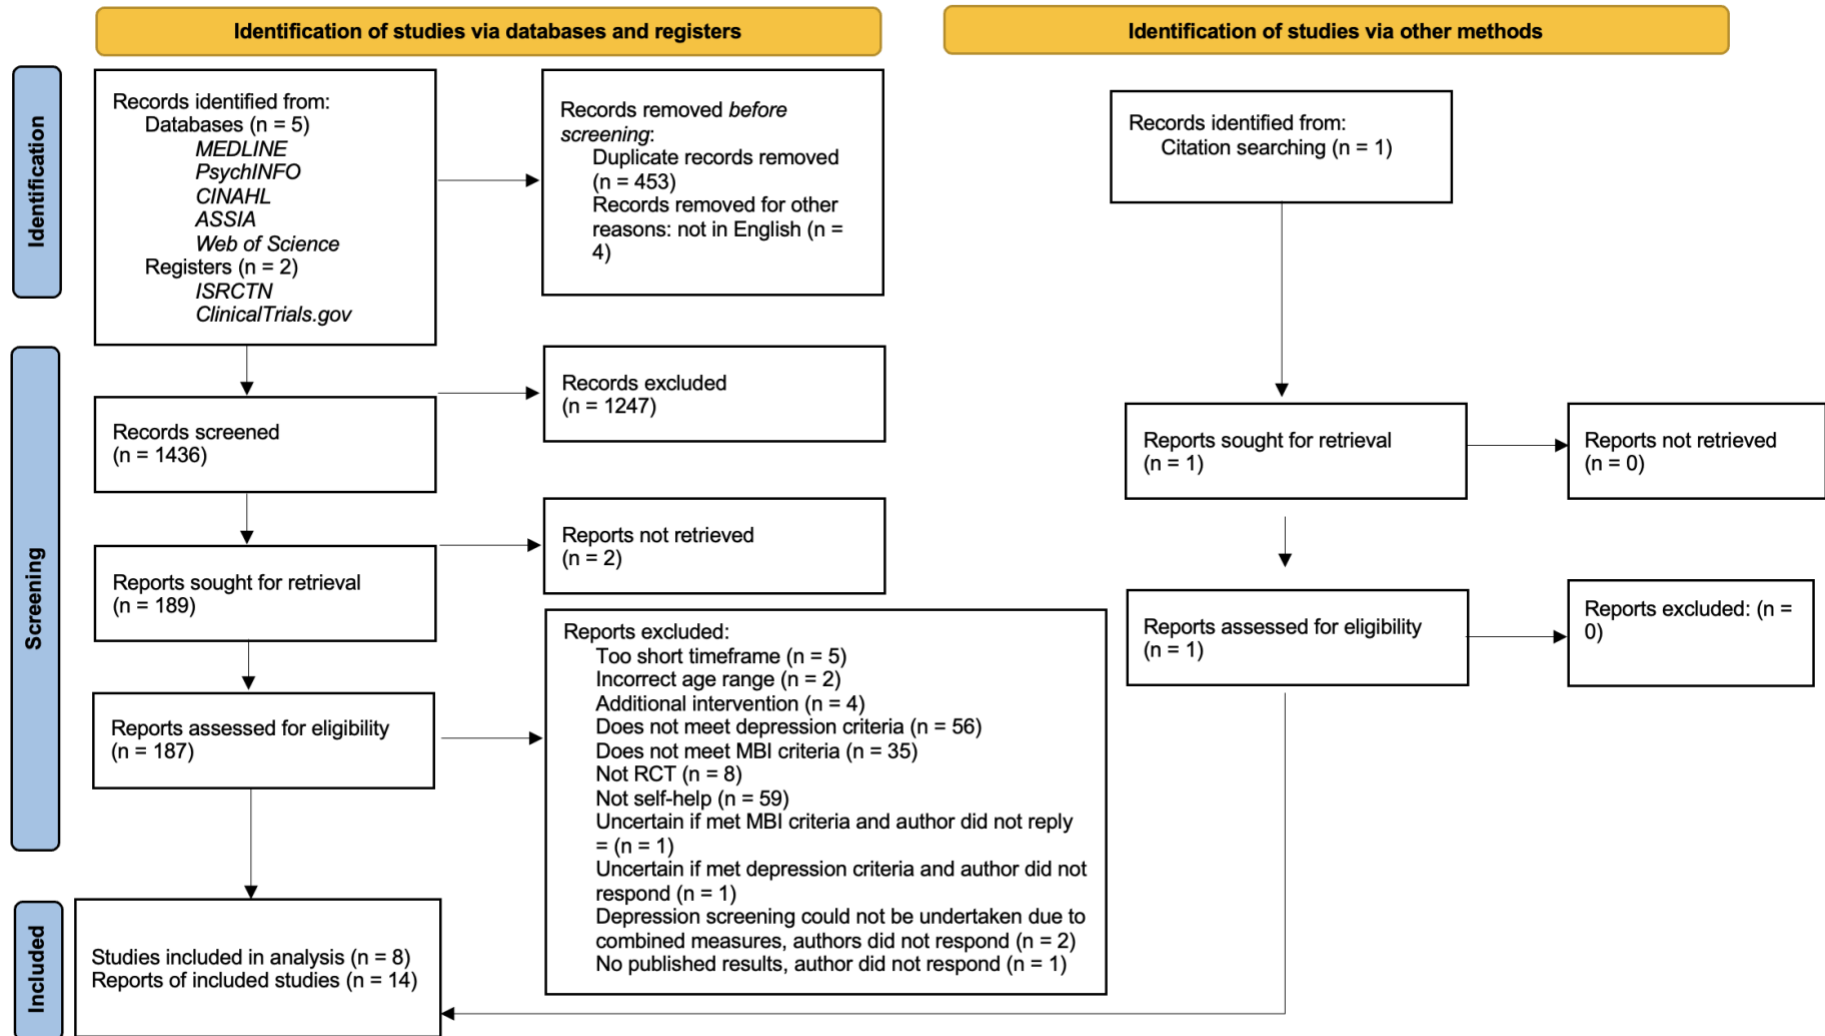 Identification of studies via databases and registers
Identification of studies via other methods
Identification
Records identified from:
Databases (n = 5)
MEDLINE
PsychINFO
CINAHL
ASSIA
Web of Science
Registers (n = 2)
ISRCTN
ClinicalTrials.gov
Records removed before
screening:
Duplicate records removed
(n = 453)
Records removed for other
reasons: not in English (n =
4)
Records identified from:
Citation searching (n = 1)
Screening
Records screened
(n = 1436)
Records excluded
(n = 1247)
Reports sought for retrieval
(n = 189)
Reports not retrieved
(n = 2)
Reports assessed for eligibility
(n = 187)
Reports excluded:
Too short timeframe (n = 5)
Incorrect age range (n = 2)
Additional intervention (n = 4)
Does not meet depression criteria (n = 56)
Does not meet MBI criteria (n = 35)
Not RCT (n = 8)
Not self-help (n = 59)
Uncertain if met MBI criteria and author did not reply
= (n = 1)
Uncertain if met depression criteria and author did not
respond (n = 1)
Depression screening could not be undertaken due to
combined measures, authors did not respond (n = 2)
No published results, author did not respond (n = 1)
Reports sought for retrieval
(n = 1)
Reports not retrieved
(n = 0)
Reports assessed for eligibility
(n = 1)
Reports excluded: (n =
0)
Included
Studies included in analysis (n = 8)
Reports of included studies (n = 14)